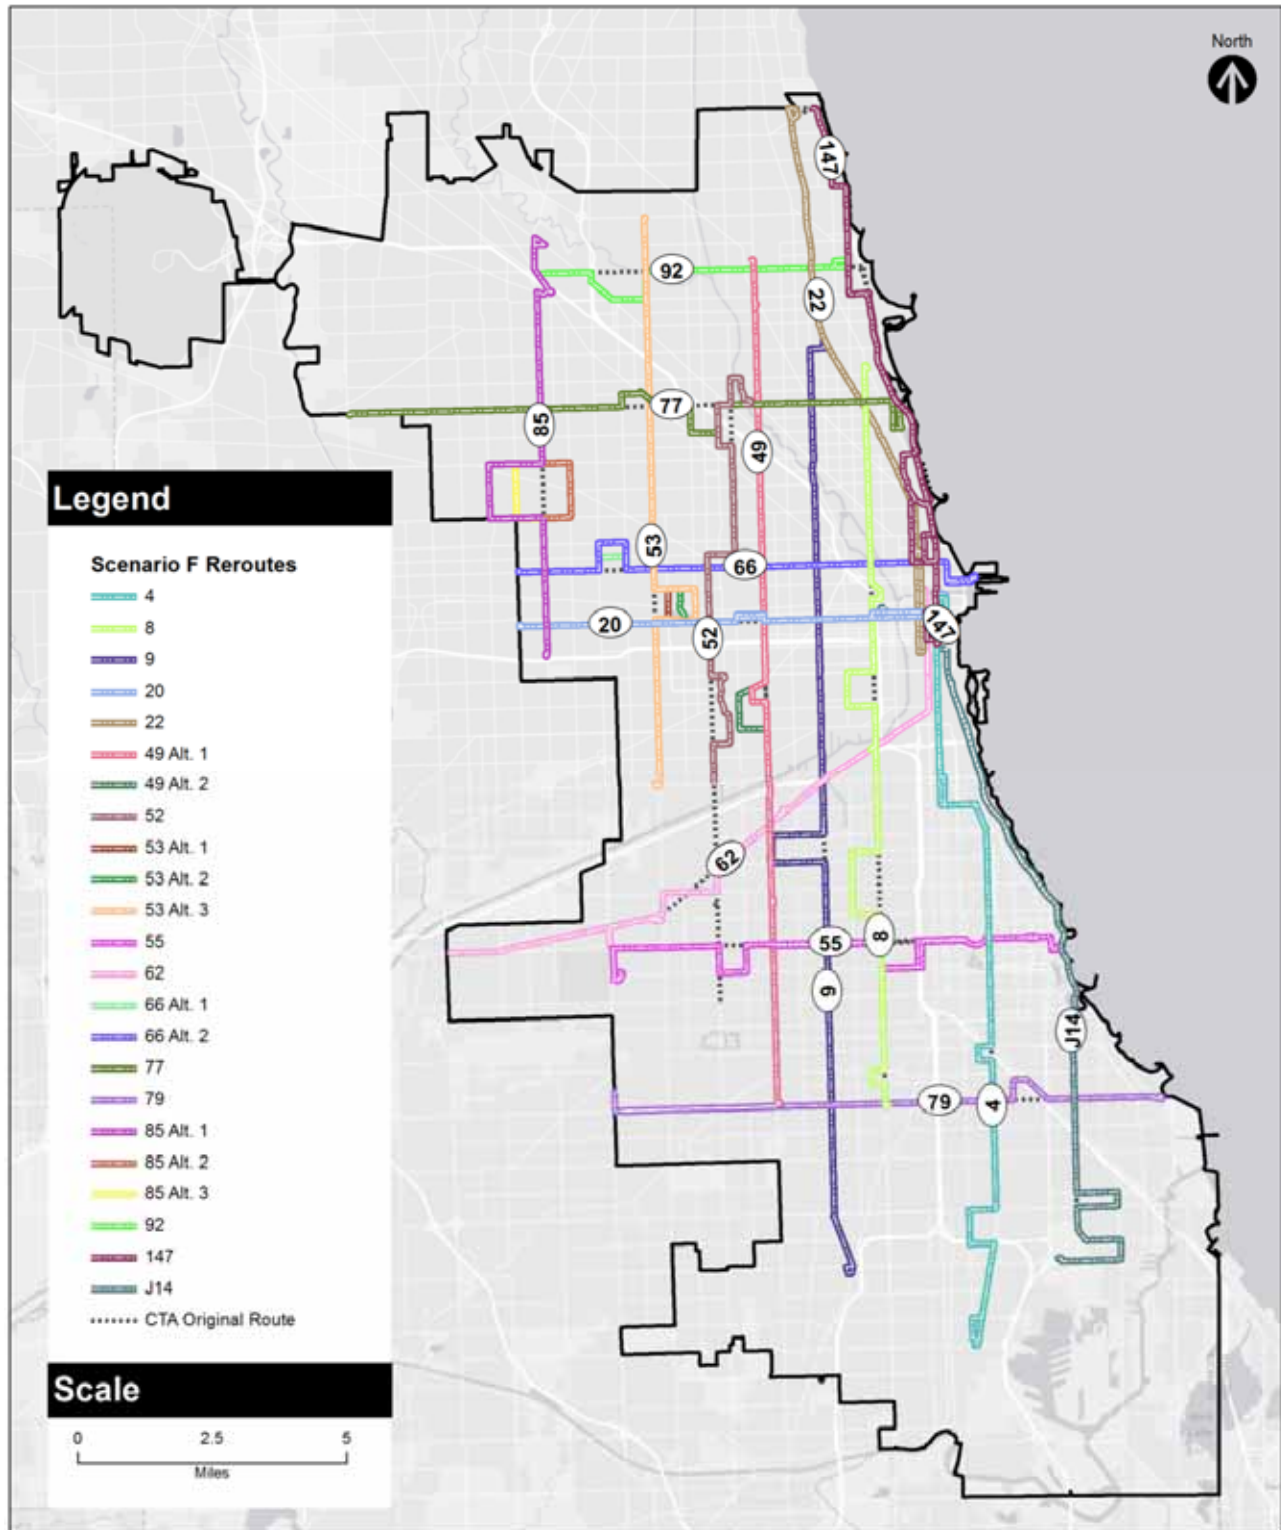 North
147
92
22
77
85
49
53
66
20
52
147
62
55
8
9
J14
79
4
Legend
Scenario F Reroutes
4
8
9
20
22
49 Alt. 1
49 Alt. 2
52
53 Alt. 1
53 Alt. 2
53 Alt. 3
55
62
66 Alt. 1
66 Alt. 2
77
79
85 Alt. 1
85 Alt. 2
85 Alt. 3
92
147
J14
CTA Original Route
Scale
0 2.5 5
Miles